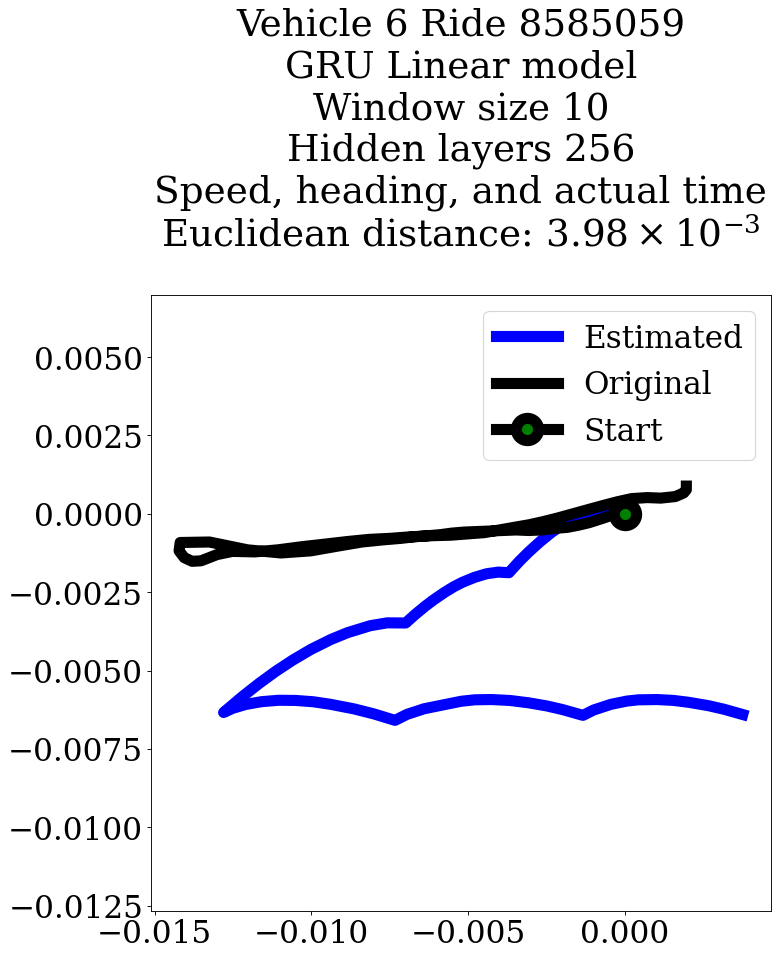 Vehicle 6 Ride 8585059
GRU Linear model
Window size 10
Hidden layers 256
Speed, heading, and actual time
Euclidean distance: 3.98 × 10⁻³
Estimated
Original
Start
0.0050
0.0025
0.0000
−0.0025
−0.0050
−0.0075
−0.0100
−0.0125
−0.015 −0.010 −0.005 0.000